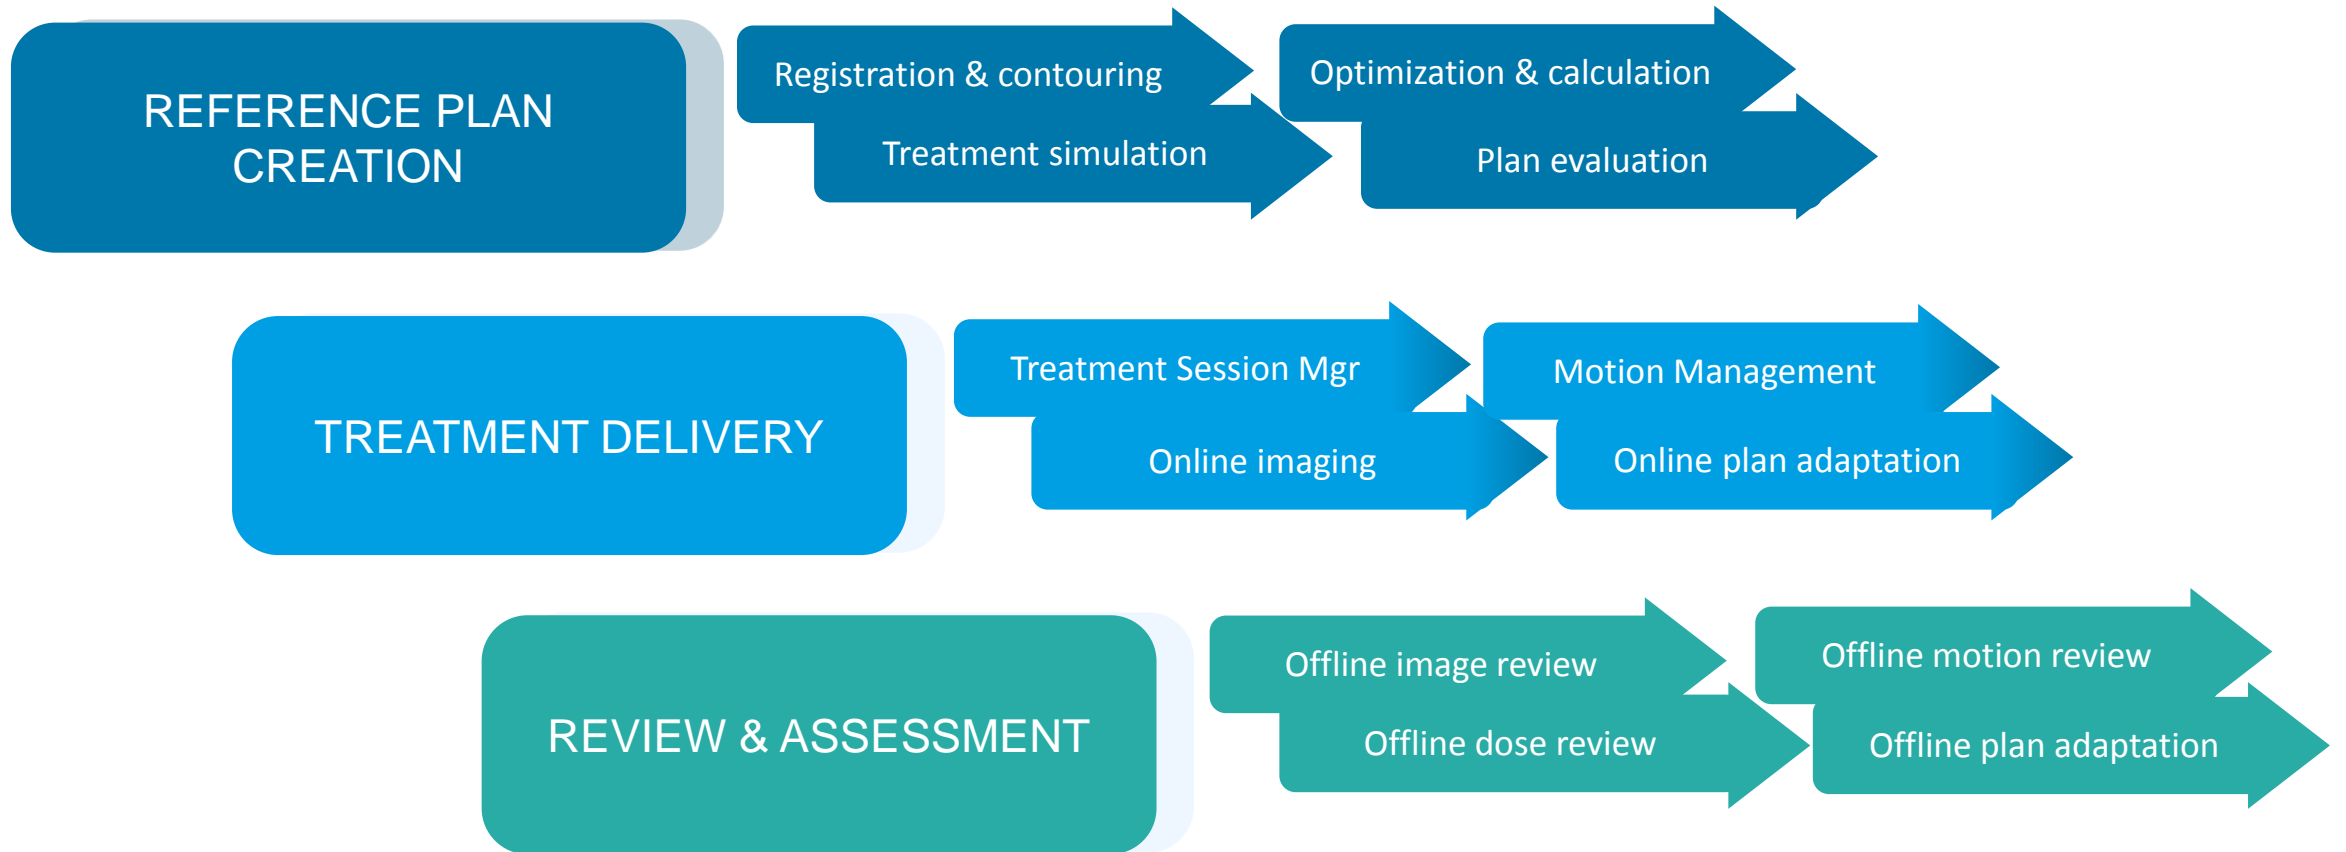 REFERENCE PLAN
CREATION
Registration & contouring
Treatment simulation
Optimization & calculation
Plan evaluation
TREATMENT DELIVERY
Treatment Session Mgr
Online imaging
Motion Management
Online plan adaptation
REVIEW & ASSESSMENT
Offline image review
Offline dose review
Offline motion review
Offline plan adaptation